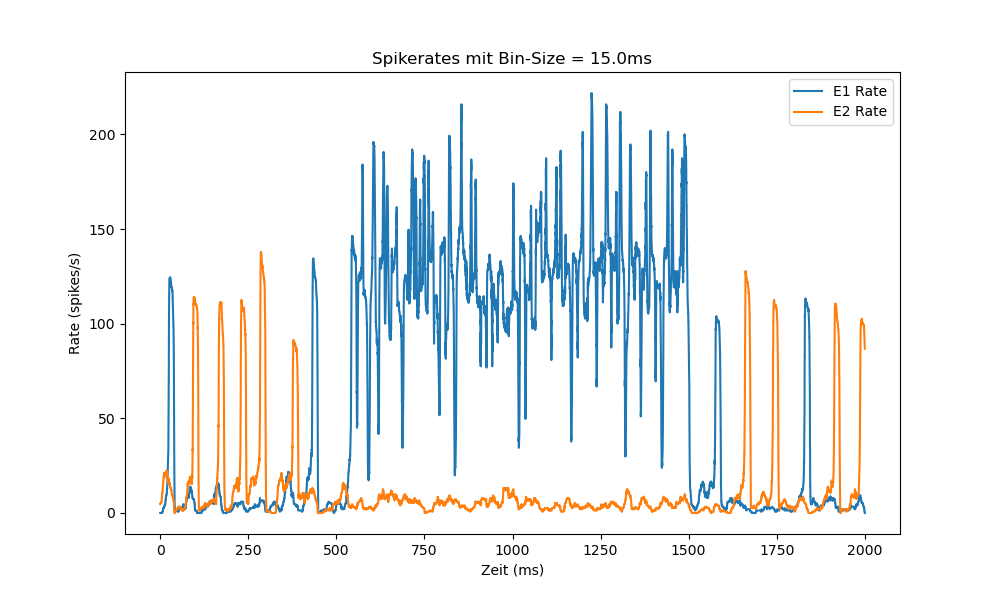 Spikerates mit Bin-Size = 15.0ms
E1 Rate
E2 Rate
Rate (spikes/s)
200
150
100
50
0
0 250 500 750 1000 1250 1500 1750 2000
Zeit (ms)